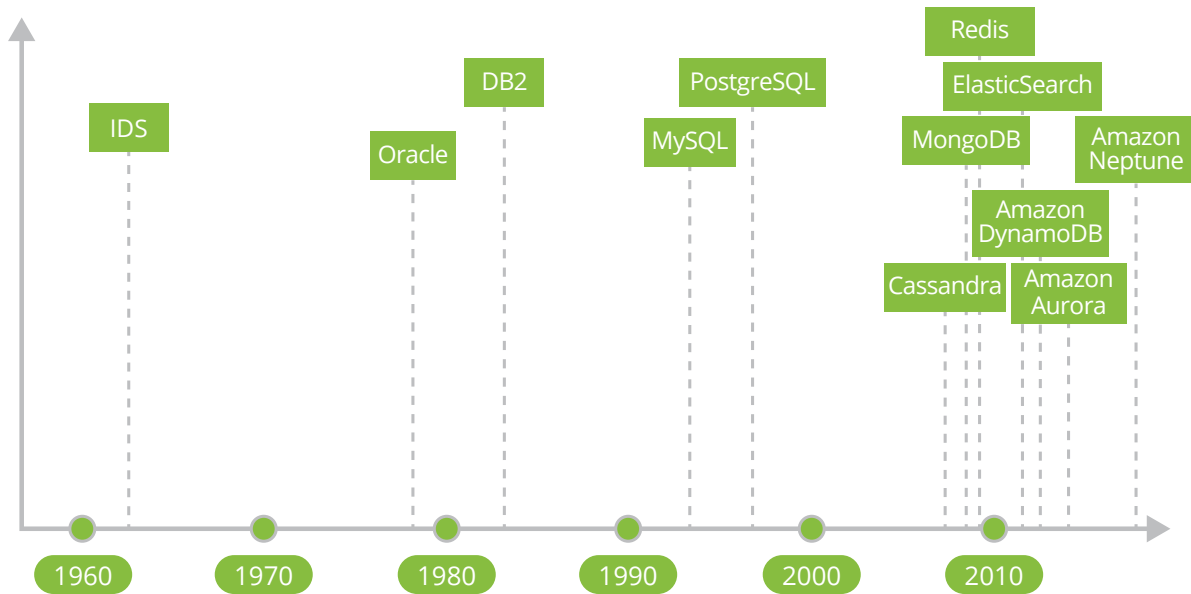 Redis
DB2
PostgreSQL
ElasticSearch
IDS
Oracle
MySQL
MongoDB
Amazon
Neptune
Amazon
DynamoDB
Cassandra
Amazon
Aurora
1960
1970
1980
1990
2000
2010